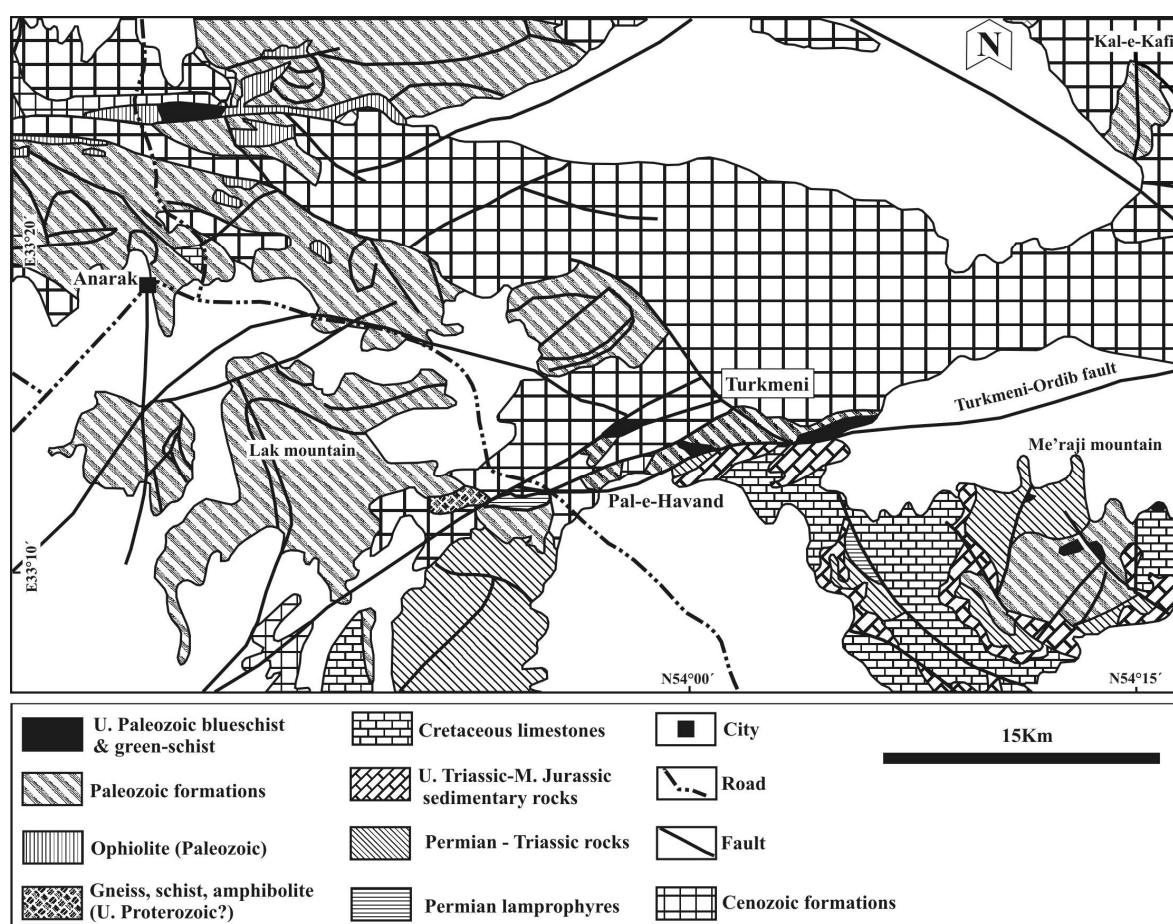 N
Kal-e-Kafi
E33°20´
Anarak
Turkmeni
Turkmeni-Ordib fault
Lak mountain
Me'raji mountain
Pal-e-Havand
E33°10´
N54°00´
N54°15´
U. Paleozoic blueschist
& green-schist
Paleozoic formations
Ophiolite (Paleozoic)
Gneiss, schist, amphibolite
(U. Proterozoic?)
Cretaceous limestones
U. Triassic-M. Jurassic
sedimentary rocks
Permian - Triassic rocks
Permian lamprophyres
City
Road
Fault
Cenozoic formations
15Km